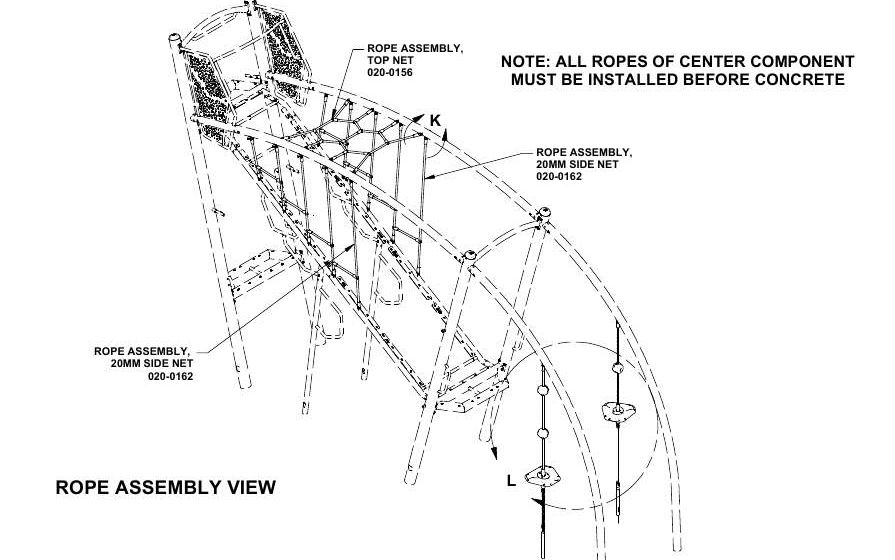 ROPE ASSEMBLY,
TOP NET
020-0156
NOTE: ALL ROPES OF CENTER COMPONENT
MUST BE INSTALLED BEFORE CONCRETE
K
ROPE ASSEMBLY,
20MM SIDE NET
020-0162
ROPE ASSEMBLY,
20MM SIDE NET
020-0162
L
ROPE ASSEMBLY VIEW